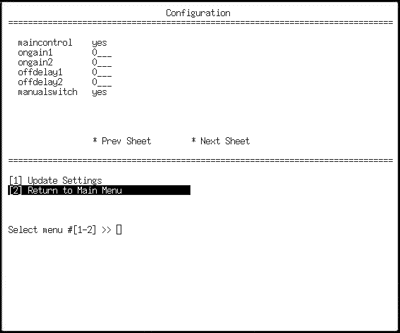 Configuration
================================================================================
maincontrol yes
ongain1 0___
ongain2 0___
offdelay1 0___
offdelay2 0___
manualswitch yes
* Prev Sheet * Next Sheet
================================================================================
[1] Update Settings
[2] Return to Main Menu
Select menu #[1-2] >>